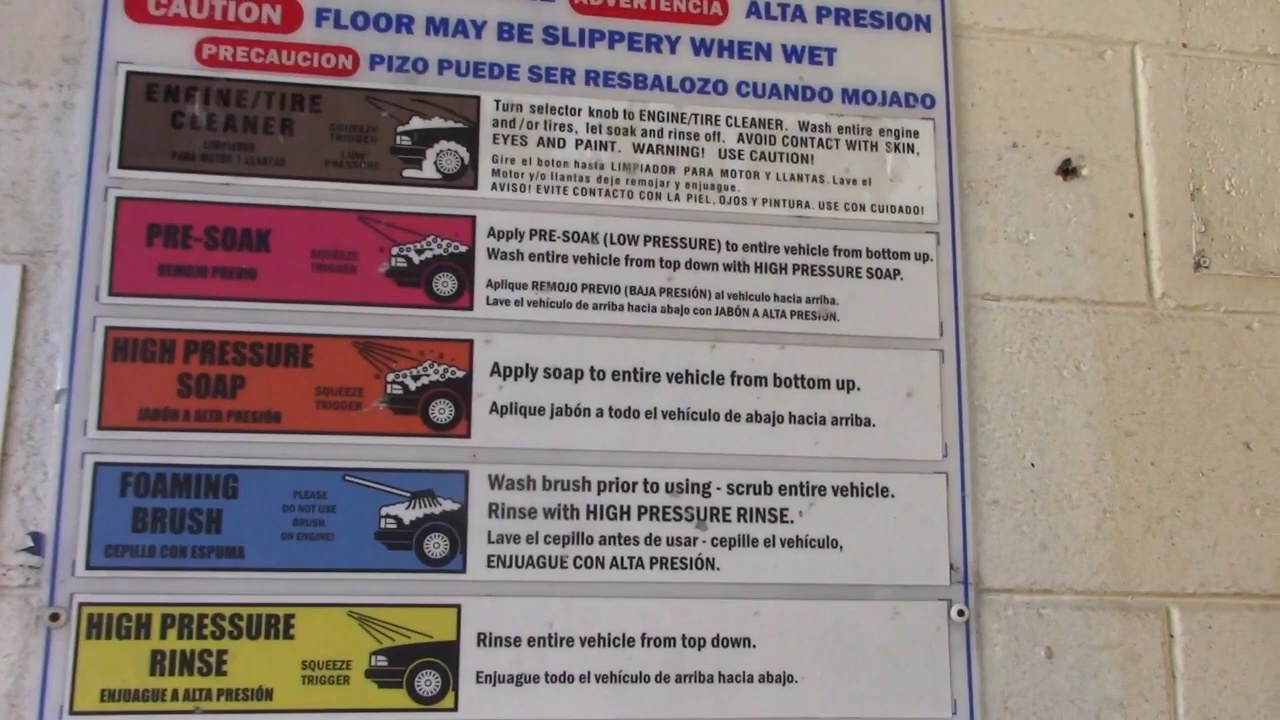 ADVERTENCIA ALTA PRESION
CAUTION FLOOR MAY BE SLIPPERY WHEN WET
PRECAUCION PIZO PUEDE SER RESBALOZO CUANDO MOJADO
ENGINE/TIRE
CLEANER
LIMPIADOR
PARA MOTOR Y LLANTAS
SQUEEZE
TRIGGER
LOW
PRESSURE
Turn selector knob to ENGINE/TIRE CLEANER. Wash entire engine
and/or tires, let soak and rinse off. AVOID CONTACT WITH SKIN,
EYES AND PAINT. WARNING! USE CAUTION!
Gire el boton hasta LIMPIADOR PARA MOTOR Y LLANTAS. Lave el
Motor y/o llantas deje remojar y enjuague.
AVISO! EVITE CONTACTO CON LA PIEL, OJOS Y PINTURA. USE CON CUIDADO!
PRE-SOAK
REMOJO PREVIO
SQUEEZE
TRIGGER
Apply PRE-SOAK (LOW PRESSURE) to entire vehicle from bottom up.
Wash entire vehicle from top down with HIGH PRESSURE SOAP.
Aplique REMOJO PREVIO (BAJA PRESIÓN) al vehiculo hacia arriba.
Lave el vehículo de arriba hacia abajo con JABÓN A ALTA PRESIÓN.
HIGH PRESSURE
SOAP
JABÓN A ALTA PRESIÓN
SQUEEZE
TRIGGER
Apply soap to entire vehicle from bottom up.
Aplique jabón a todo el vehículo de abajo hacia arriba.
FOAMING
BRUSH
CEPILLO CON ESPUMA
PLEASE
DO NOT USE
BRUSH
ON ENGINE!
Wash brush prior to using - scrub entire vehicle.
Rinse with HIGH PRESSURE RINSE.
Lave el cepillo antes de usar - cepille el vehículo,
ENJUAGUE CON ALTA PRESIÓN.
HIGH PRESSURE
RINSE
ENJUAGUE A ALTA PRESIÓN
SQUEEZE
TRIGGER
Rinse entire vehicle from top down.
Enjuague todo el vehículo de arriba hacia abajo.